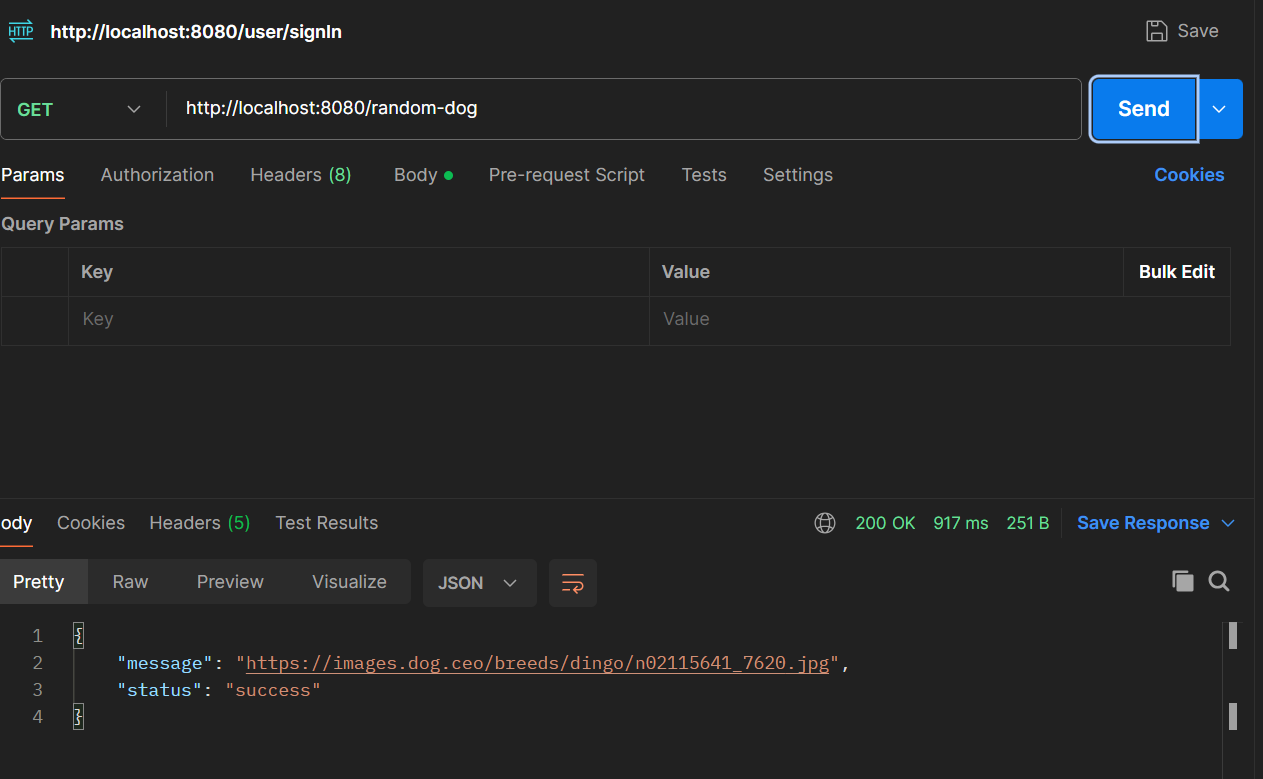 HTTP http://localhost:8080/user/signIn Save
GET http://localhost:8080/random-dog Send
Params Authorization Headers (8) Body Pre-request Script Tests Settings Cookies
Query Params
Key Value Bulk Edit
Key Value
ody Cookies Headers (5) Test Results 200 OK 917 ms 251 B Save Response
Pretty Raw Preview Visualize JSON
1 {
2 "message": "https://images.dog.ceo/breeds/dingo/n02115641_7620.jpg",
3 "status": "success"
4 }